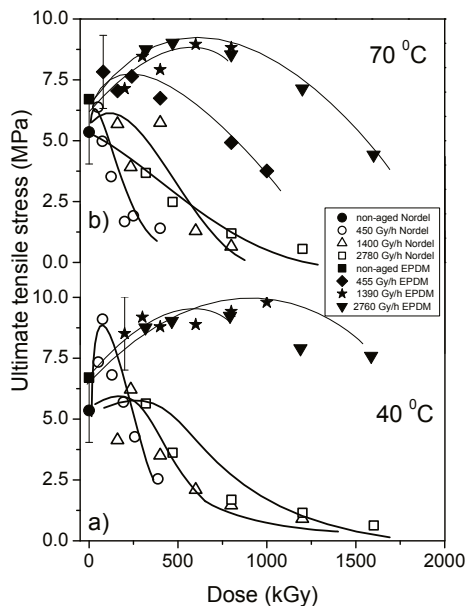 10.0
7.5
5.0
2.5
0.0
10.0
7.5
5.0
2.5
0.0
Ultimate tensile stress (MPa)
70 ⁰C
b)
non-aged Nordel
450 Gy/h Nordel
1400 Gy/h Nordel
2780 Gy/h Nordel
non-aged EPDM
455 Gy/h EPDM
1390 Gy/h EPDM
2760 Gy/h EPDM
40 ⁰C
a)
0
500
1000
1500
2000
Dose (kGy)